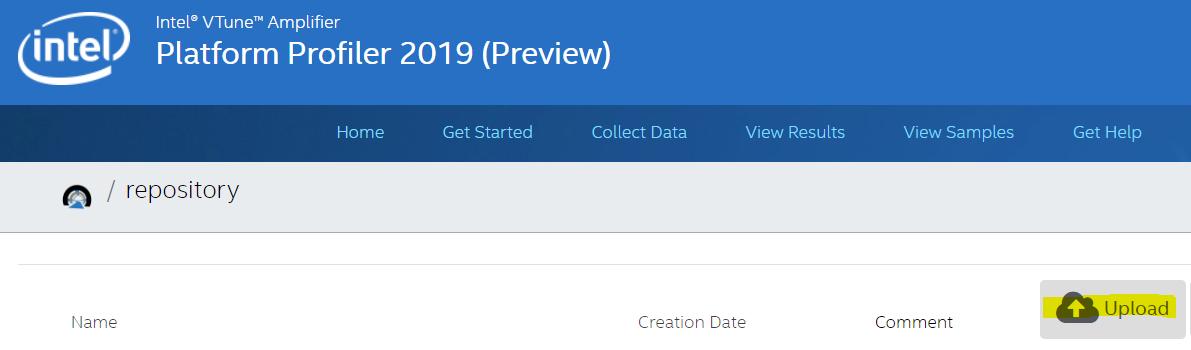 intel®
Intel® VTune™ Amplifier
Platform Profiler 2019 (Preview)
Home Get Started Collect Data View Results View Samples Get Help
/ repository
Name Creation Date Comment Upload